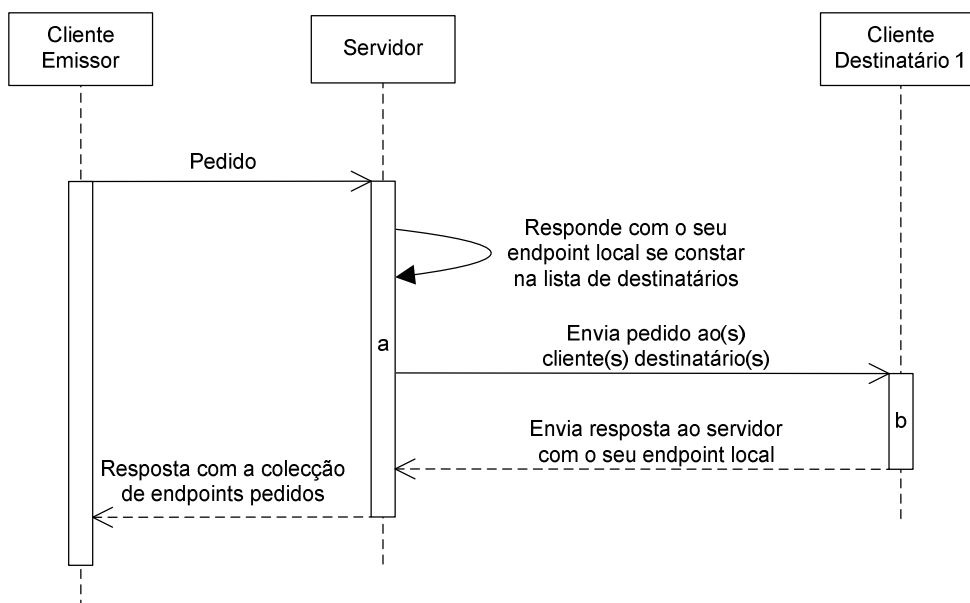 Cliente
Emissor
Servidor
Cliente
Destinatário 1
Pedido
Responde com o seu
endpoint local se constar
na lista de destinatários
a
Envia pedido ao(s)
cliente(s) destinatário(s)
b
Envia resposta ao servidor
com o seu endpoint local
Resposta com a colecção
de endpoints pedidos